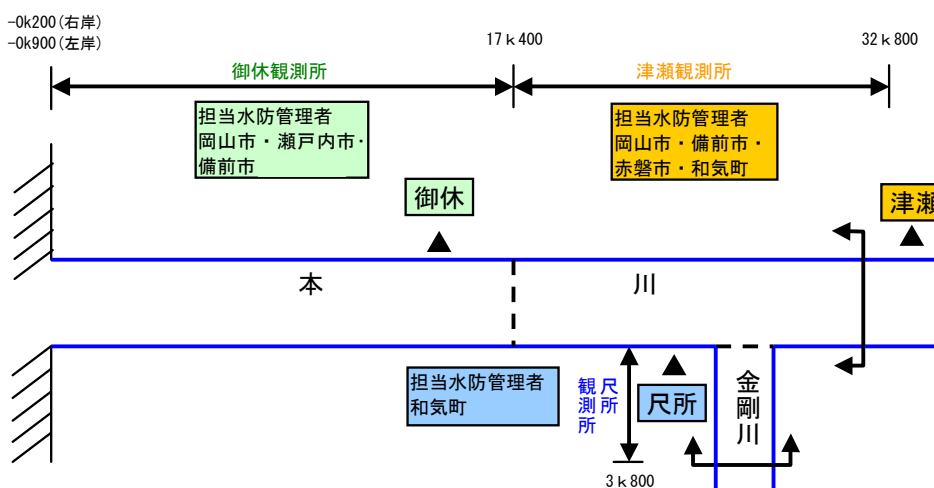 -0k200(右岸)
-0k900(左岸)
17k400
32k800
御休観測所
津瀬観測所
担当水防管理者
岡山市・瀬戸内市・
備前市
担当水防管理者
岡山市・備前市・
赤磐市・和気町
御休
津瀬
本川
担当水防管理者
和気町
尺所
観測所
尺所
金剛川
3k800